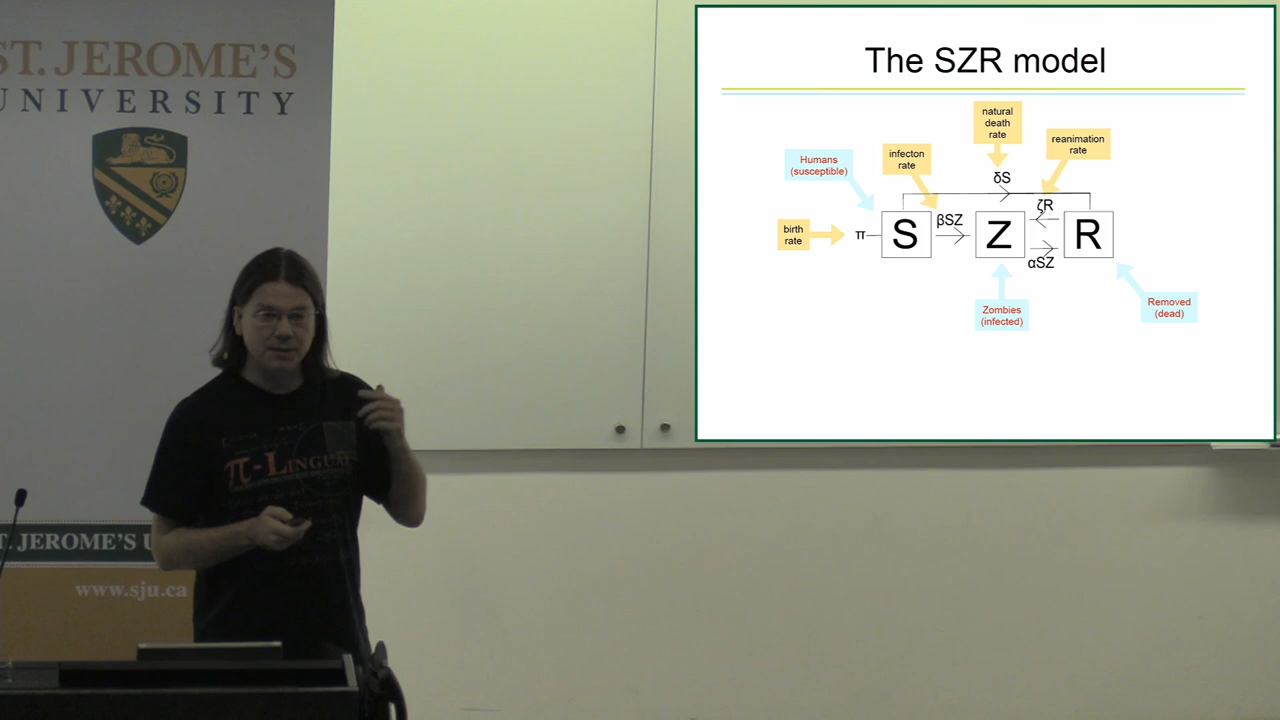 ST. JEROME'S
UNIVERSITY
π-LINGUAL
T. JEROME'S U
www.sju.ca
The SZR model
natural
death
rate
reanimation
rate
infecton
rate
Humans
(susceptible)
δS
ζR
βSZ
birth
rate
π
S
Z
R
αSZ
Zombies
(infected)
Removed
(dead)